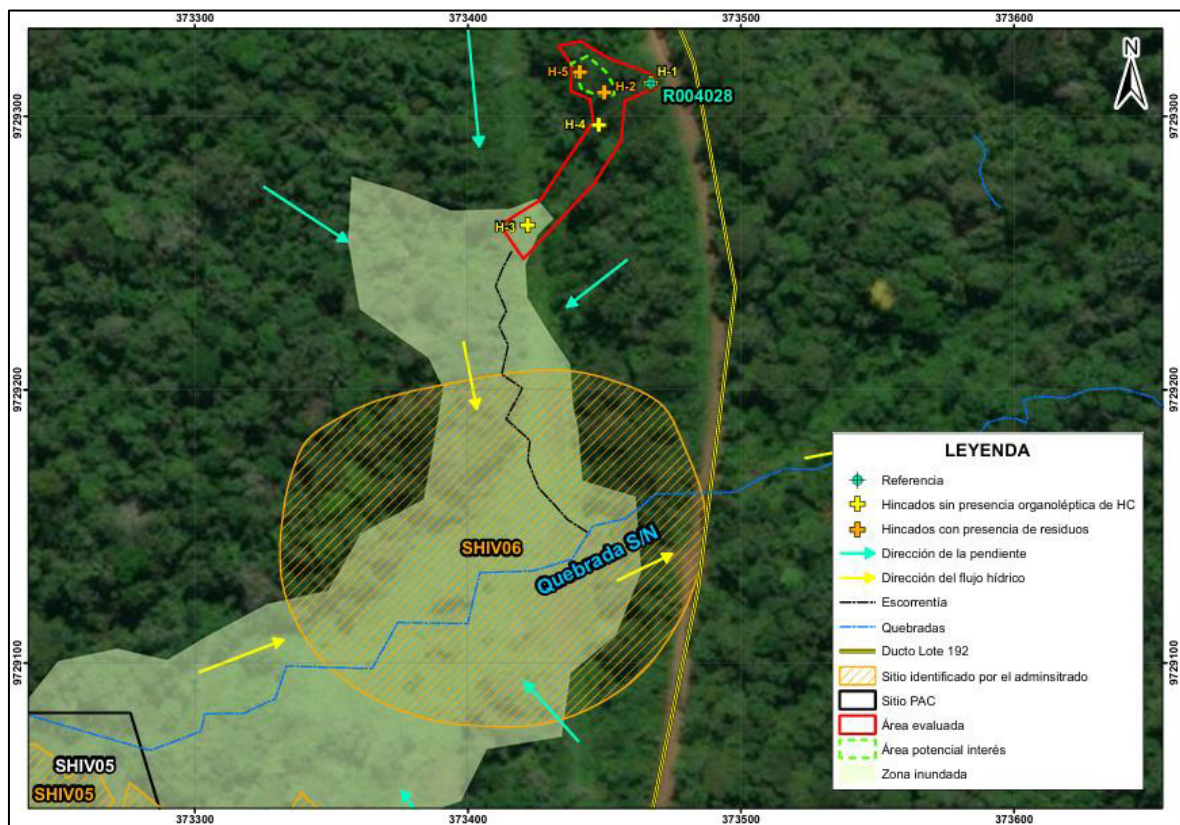 373300
373400
373500
373600
N
H-5
H-1
H-2
R004028
9729300
9729300
H-4
H-3
9729200
9729200
LEYENDA
Referencia
Hincados sin presencia organoléptica de HC
Hincados con presencia de residuos
SHIV06
Quebrada S/N
Dirección de la pendiente
Dirección del flujo hídrico
Escorrentía
Quebradas
Ducto Lote 192
9729100
9729100
Sitio identificado por el adminsitrado
Sitio PAC
Área evaluada
Área potencial interés
Zona inundada
SHIV05
SHIV05
373300
373400
373500
373600